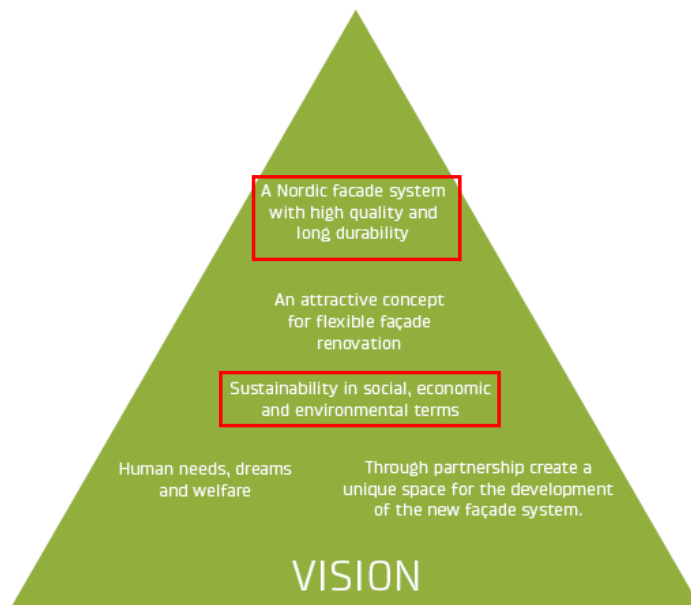 A Nordic facade system
with high quality and
long durability
An attractive concept
for flexible façade
renovation
Sustainability in social, economic
and environmental terms
Human needs, dreams
and welfare
Through partnership create a
unique space for the development
of the new façade system.
VISION